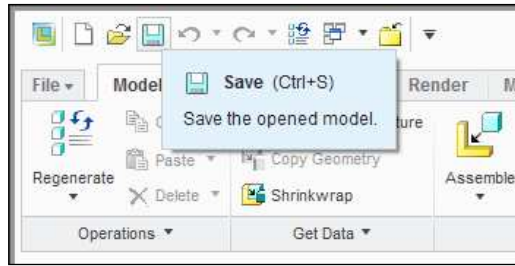 Save (Ctrl+S)
Save the opened model.
File
Model
Render
Regenerate
Paste
Delete
Copy Geometry
Shrinkwrap
Assemble
Operations
Get Data